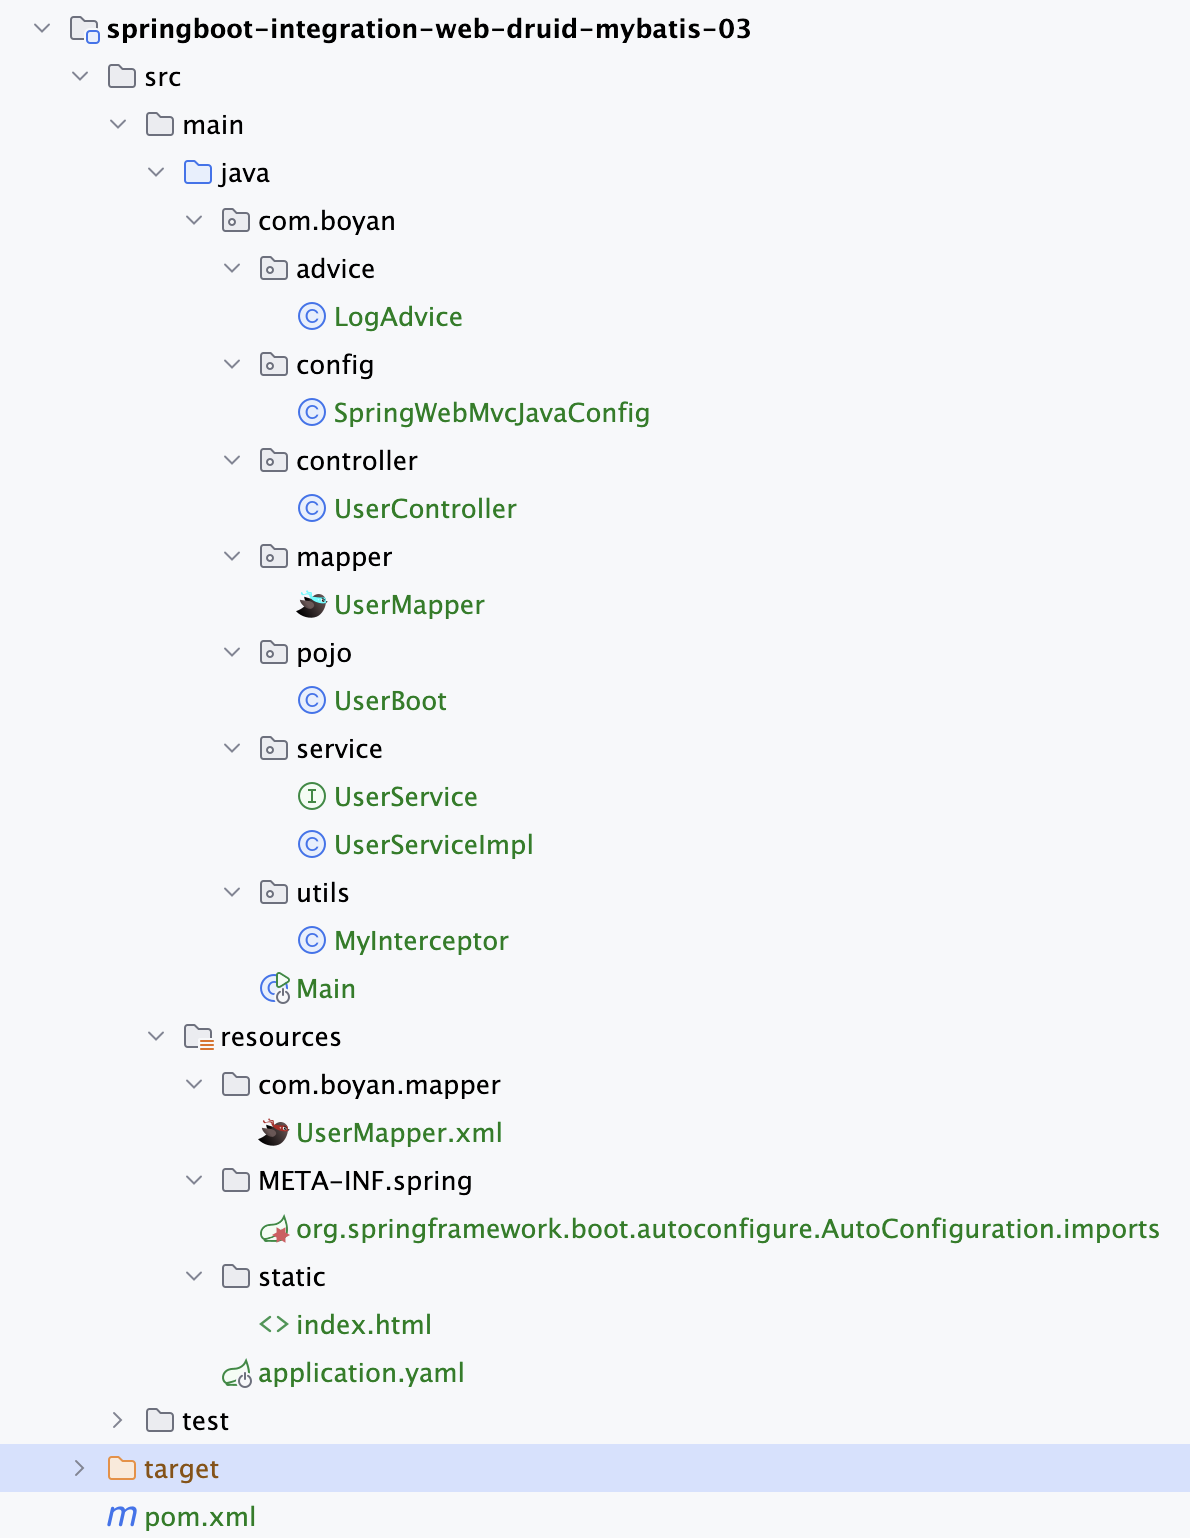 springboot-integration-web-druid-mybatis-03
src
main
java
com.boyan
advice
LogAdvice
config
SpringWebMvcJavaConfig
controller
UserController
mapper
UserMapper
pojo
UserBoot
service
UserService
UserServiceImpl
utils
MyInterceptor
Main
resources
com.boyan.mapper
UserMapper.xml
META-INF.spring
org.springframework.boot.autoconfigure.AutoConfiguration.imports
static
index.html
application.yaml
test
target
pom.xml